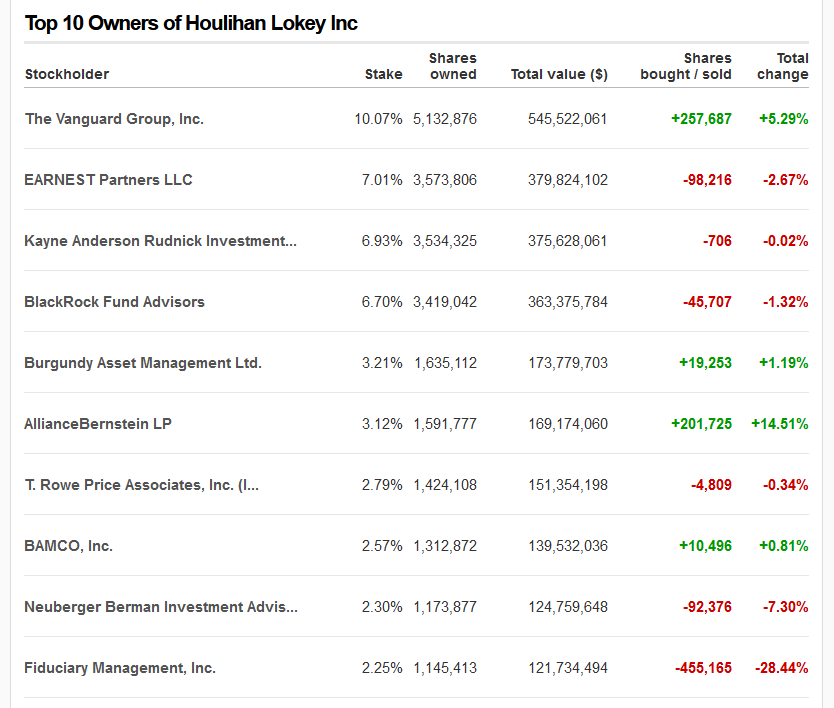 Top 10 Owners of Houlihan Lokey Inc
Stockholder Stake Shares owned Total value ($) Shares bought / sold Total change
The Vanguard Group, Inc. 10.07% 5,132,876 545,522,061 +257,687 +5.29%
EARNEST Partners LLC 7.01% 3,573,806 379,824,102 -98,216 -2.67%
Kayne Anderson Rudnick Investment... 6.93% 3,534,325 375,628,061 -706 -0.02%
BlackRock Fund Advisors 6.70% 3,419,042 363,375,784 -45,707 -1.32%
Burgundy Asset Management Ltd. 3.21% 1,635,112 173,779,703 +19,253 +1.19%
AllianceBernstein LP 3.12% 1,591,777 169,174,060 +201,725 +14.51%
T. Rowe Price Associates, Inc. (I... 2.79% 1,424,108 151,354,198 -4,809 -0.34%
BAMCO, Inc. 2.57% 1,312,872 139,532,036 +10,496 +0.81%
Neuberger Berman Investment Advis... 2.30% 1,173,877 124,759,648 -92,376 -7.30%
Fiduciary Management, Inc. 2.25% 1,145,413 121,734,494 -455,165 -28.44%